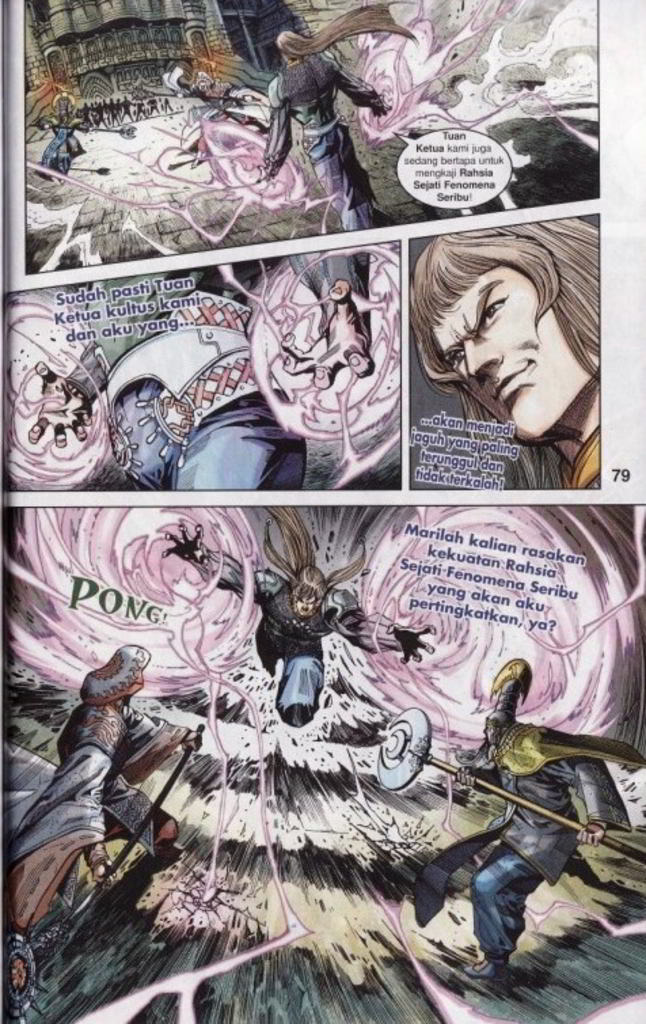 Tuan
Ketua kami juga
sedang bertapa untuk
mengkaji Rahsia
Sejati Fenomena
Seribu!
Sudah pasti Tuan
Ketua kultus kami
dan aku yang...
...akan menjadi
jaguh yang paling
terunggul dan
tidak terkalah!
79
Marilah kalian rasakan
kekuatan Rahsia
Sejati Fenomena Seribu
yang akan aku
pertingkatkan, ya?
PONG!